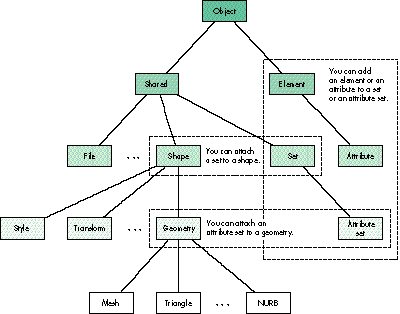 Object
You can add
an element or an
attribute to a set
or an attribute set.
Shared
Element
File
. . .
Shape
You can attach
a set to a shape.
Set
Attribute
Style
Transform
. . .
Geometry
You can attach an
attribute set to a geometry.
Attribute
set
Mesh
Triangle
. . .
NURB